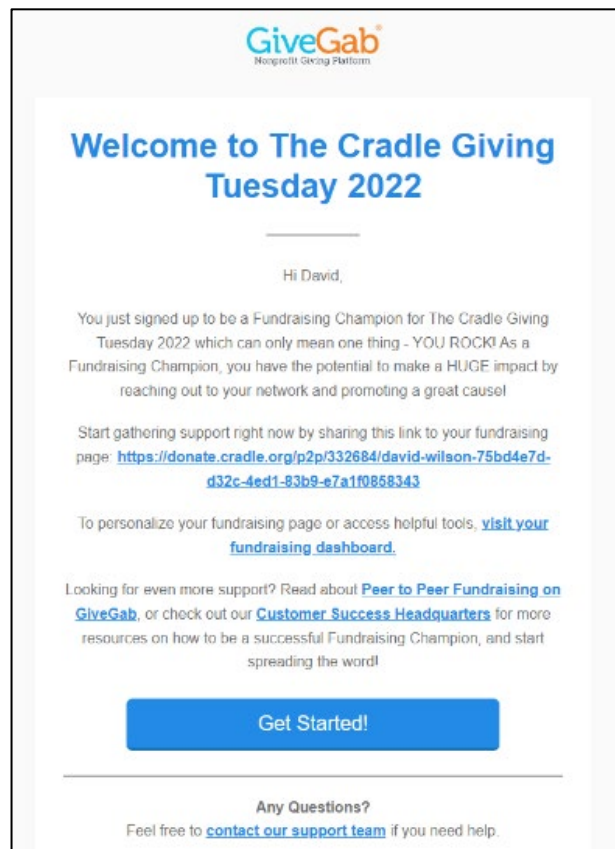 GiveGab
Nonprofit Giving Platform
Welcome to The Cradle Giving
Tuesday 2022
Hi David,
You just signed up to be a Fundraising Champion for The Cradle Giving
Tuesday 2022 which can only mean one thing - YOU ROCK! As a
Fundraising Champion, you have the potential to make a HUGE impact by
reaching out to your network and promoting a great cause!
Start gathering support right now by sharing this link to your fundraising
page: https://donate.cradle.org/p2p/332684/david-wilson-75bd4e7d-
d32c-4ed1-83b9-e7a1f0858343
To personalize your fundraising page or access helpful tools, visit your
fundraising dashboard.
Looking for even more support? Read about Peer to Peer Fundraising on
GiveGab, or check out our Customer Success Headquarters for more
resources on how to be a successful Fundraising Champion, and start
spreading the word!
Get Started!
Any Questions?
Feel free to contact our support team if you need help.